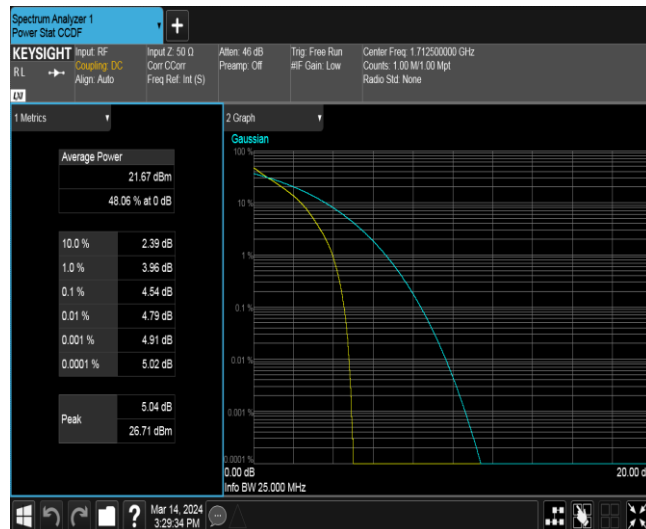 Spectrum Analyzer 1
Power Stat CCDF
+
KEYSIGHT
RL
LXI
Input: RF
Coupling: DC
Align: Auto
Input Z: 50 Ω
Corr CCorr
Freq Ref: Int (S)
Atten: 46 dB
Preamp: Off
Trig: Free Run
#IF Gain: Low
Center Freq: 1.712500000 GHz
Counts: 1.00 M/1.00 Mpt
Radio Std: None
1 Metrics
Average Power
21.67 dBm
48.06 % at 0 dB
10.0 % 2.39 dB
1.0 % 3.96 dB
0.1 % 4.54 dB
0.01 % 4.79 dB
0.001 % 4.91 dB
0.0001 % 5.02 dB
Peak
5.04 dB
26.71 dBm
2 Graph
Gaussian
100 %
10 %
1 %
0.1 %
0.01 %
0.001 %
0.0001 %
0.00 dB
20.00 d
Info BW 25.000 MHz
?
Mar 14, 2024
3:29:34 PM